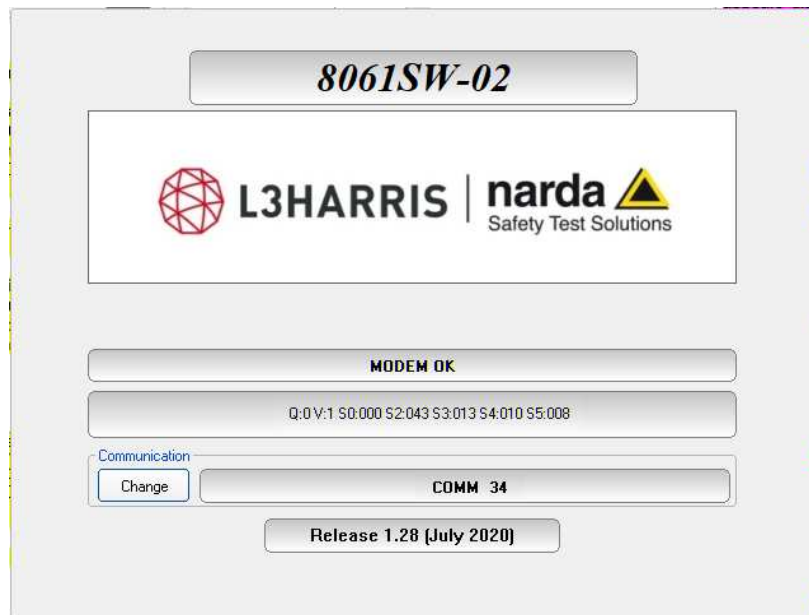 8061SW-02
L3HARRIS | narda
Safety Test Solutions
MODEM OK
Q:0 V:1 S0:000 S2:043 S3:013 S4:010 S5:008
Communication
Change
COMM 34
Release 1.28 (July 2020)